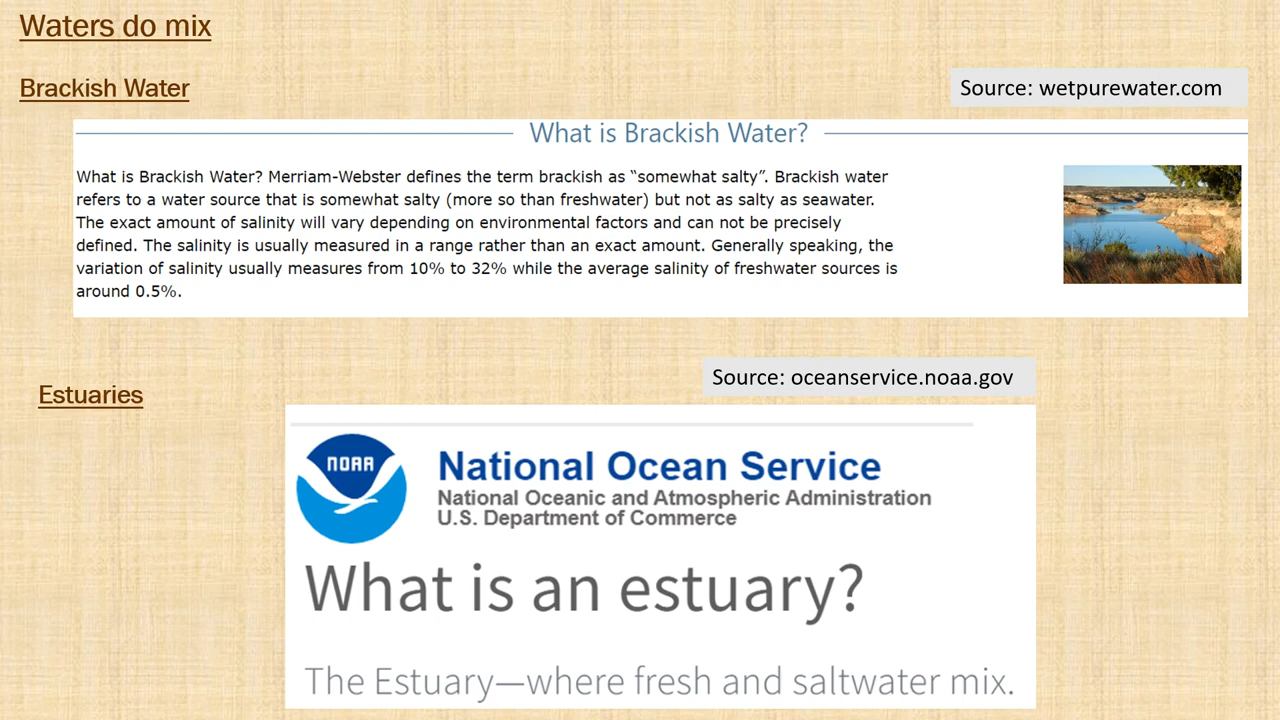 Waters do mix
Brackish Water
Source: wetpurewater.com
What is Brackish Water?
What is Brackish Water? Merriam-Webster defines the term brackish as “somewhat salty”. Brackish water
refers to a water source that is somewhat salty (more so than freshwater) but not as salty as seawater.
The exact amount of salinity will vary depending on environmental factors and can not be precisely
defined. The salinity is usually measured in a range rather than an exact amount. Generally speaking, the
variation of salinity usually measures from 10% to 32% while the average salinity of freshwater sources is
around 0.5%.
Source: oceanservice.noaa.gov
Estuaries
NOAA
National Ocean Service
National Oceanic and Atmospheric Administration
U.S. Department of Commerce
What is an estuary?
The Estuary—where fresh and saltwater mix.